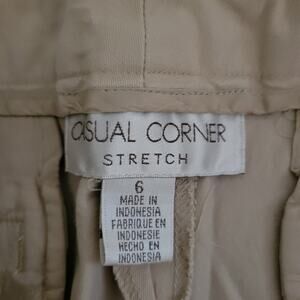 CASUAL CORNER
STRETCH
6
MADE IN
INDONESIA
FABRIQUE EN
INDONESIE
HECHO EN
INDONESIA